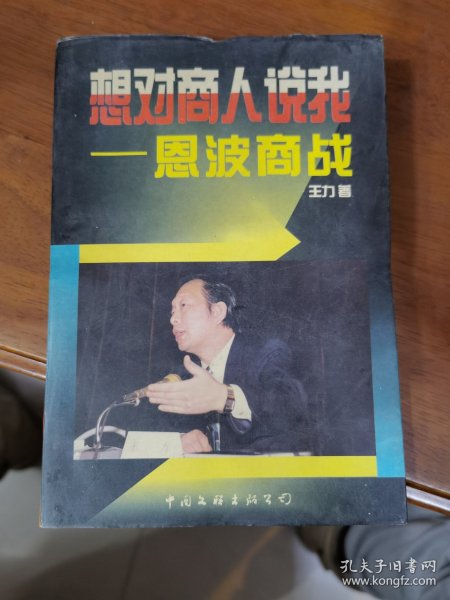 想对商人说我
——恩波商战
王力 著
中国文联出版公司
孔夫子旧书网
www.kongfz.com